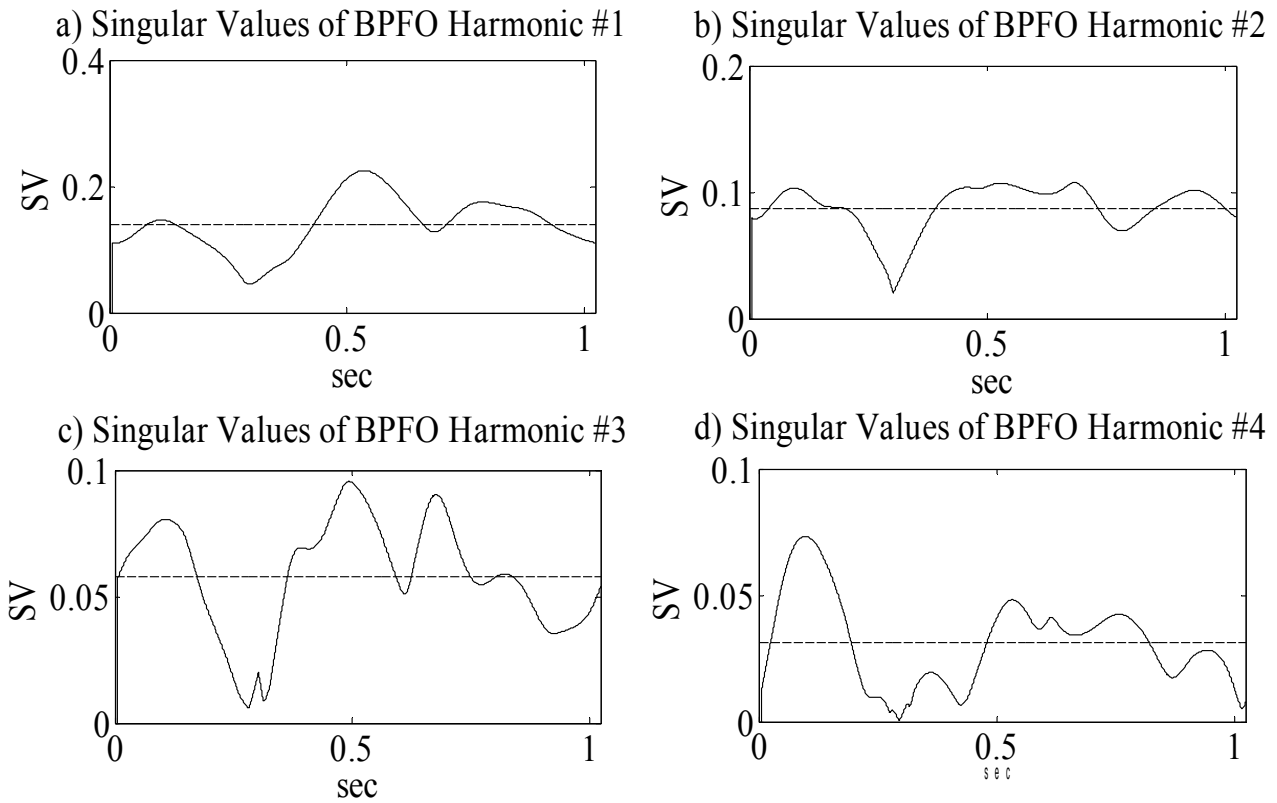 a) Singular Values of BPFO Harmonic #1
0.4
0.2
0
SV
0
0.5
1
sec
b) Singular Values of BPFO Harmonic #2
0.2
0.1
0
SV
0
0.5
1
sec
c) Singular Values of BPFO Harmonic #3
0.1
0.05
0
SV
0
0.5
1
sec
d) Singular Values of BPFO Harmonic #4
0.1
0.05
0
SV
0
0.5
1
sec